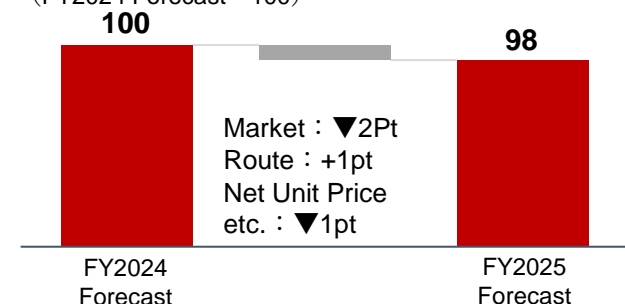 100
98
Market：▼2Pt
Route：+1pt
Net Unit Price
etc.：▼1pt
FY2024
Forecast
FY2025
Forecast